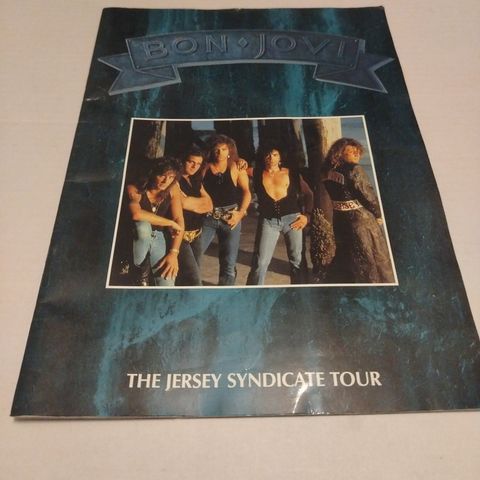 BON • JOVI
THE JERSEY SYNDICATE TOUR